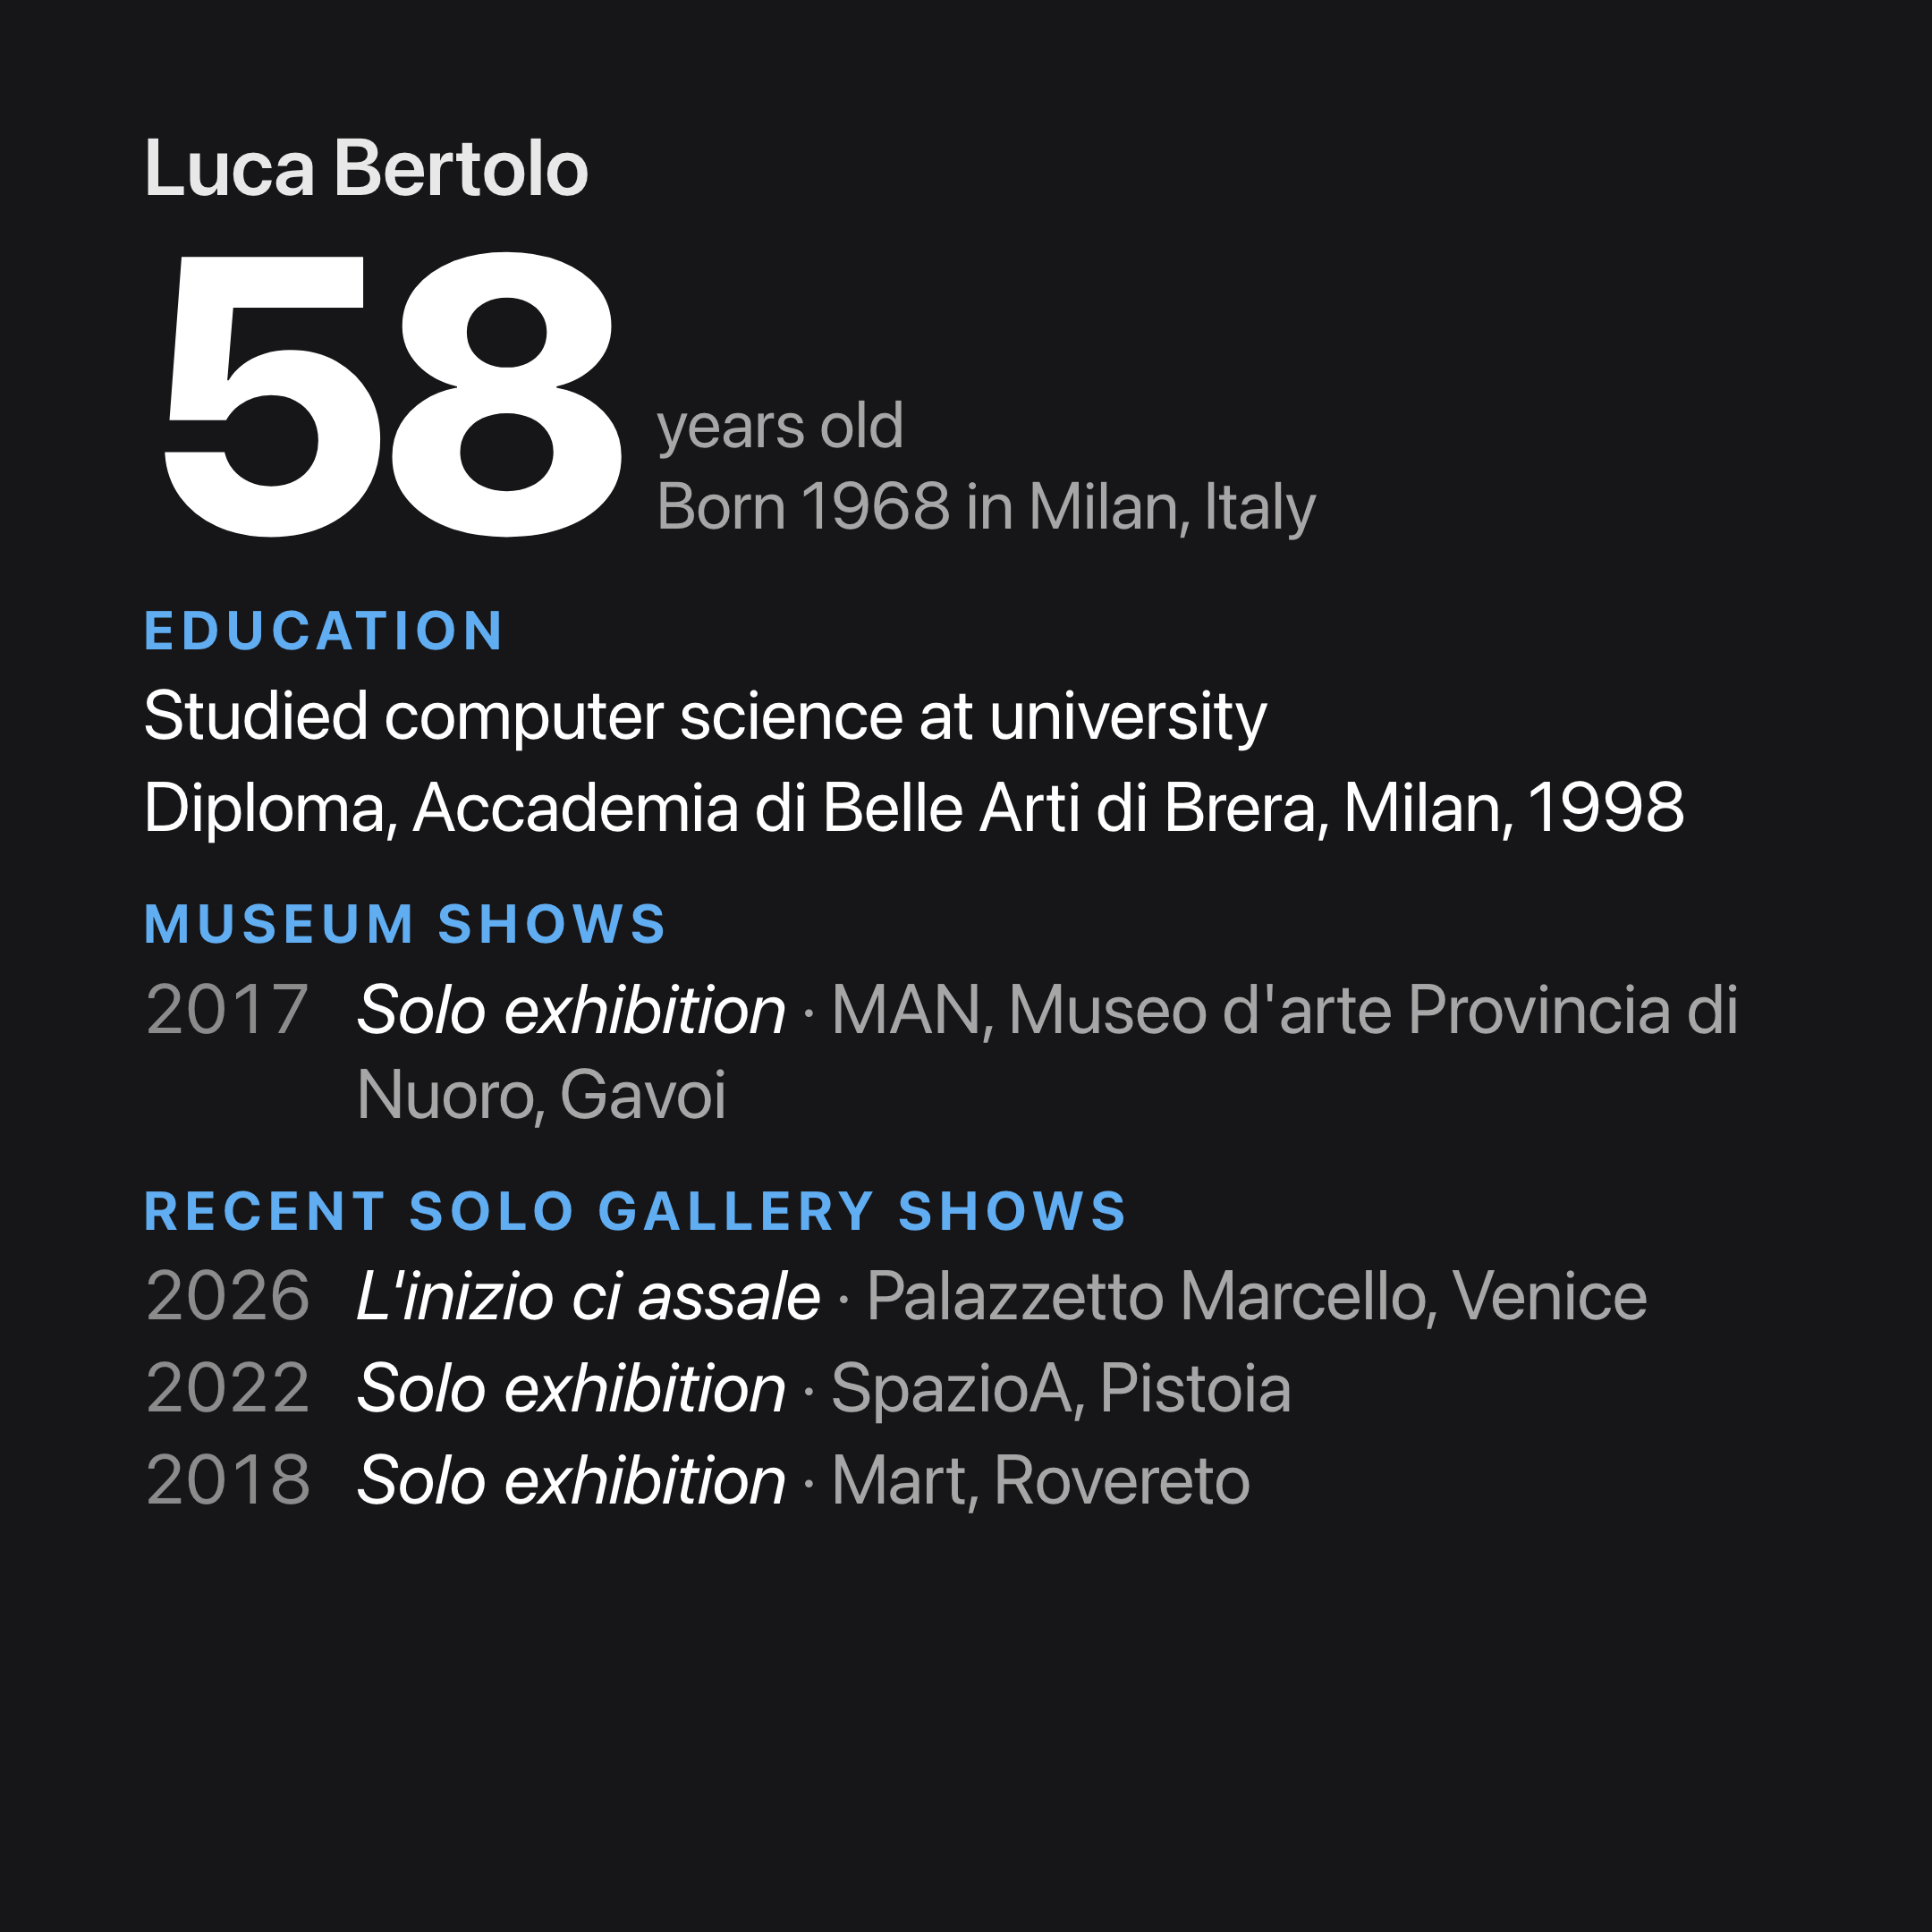 Luca Bertolo
58
years old
Born 1968 in Milan, Italy
EDUCATION
Studied computer science at university
Diploma, Accademia di Belle Arti di Brera, Milan, 1998
MUSEUM SHOWS
2017 Solo exhibition · MAN, Museo d'arte Provincia di
Nuoro, Gavoi
RECENT SOLO GALLERY SHOWS
2026 L'inizio ci assale · Palazzetto Marcello, Venice
2022 Solo exhibition · SpazioA, Pistoia
2018 Solo exhibition · Mart, Rovereto